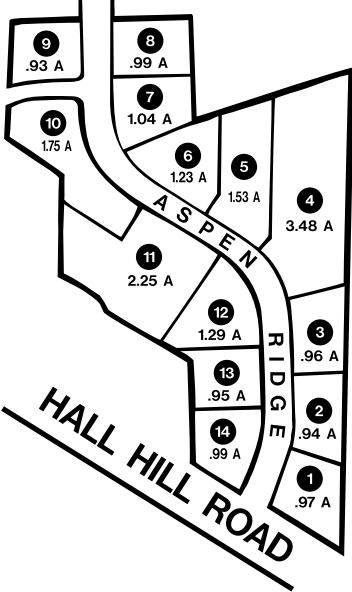 9
.93 A
8
.99 A
7
1.04 A
10
1.75 A
6
1.23 A
5
1.53 A
4
3.48 A
ASPEN RIDGE
11
2.25 A
12
1.29 A
3
.96 A
13
.95 A
2
.94 A
14
.99 A
1
.97 A
HALL HILL ROAD